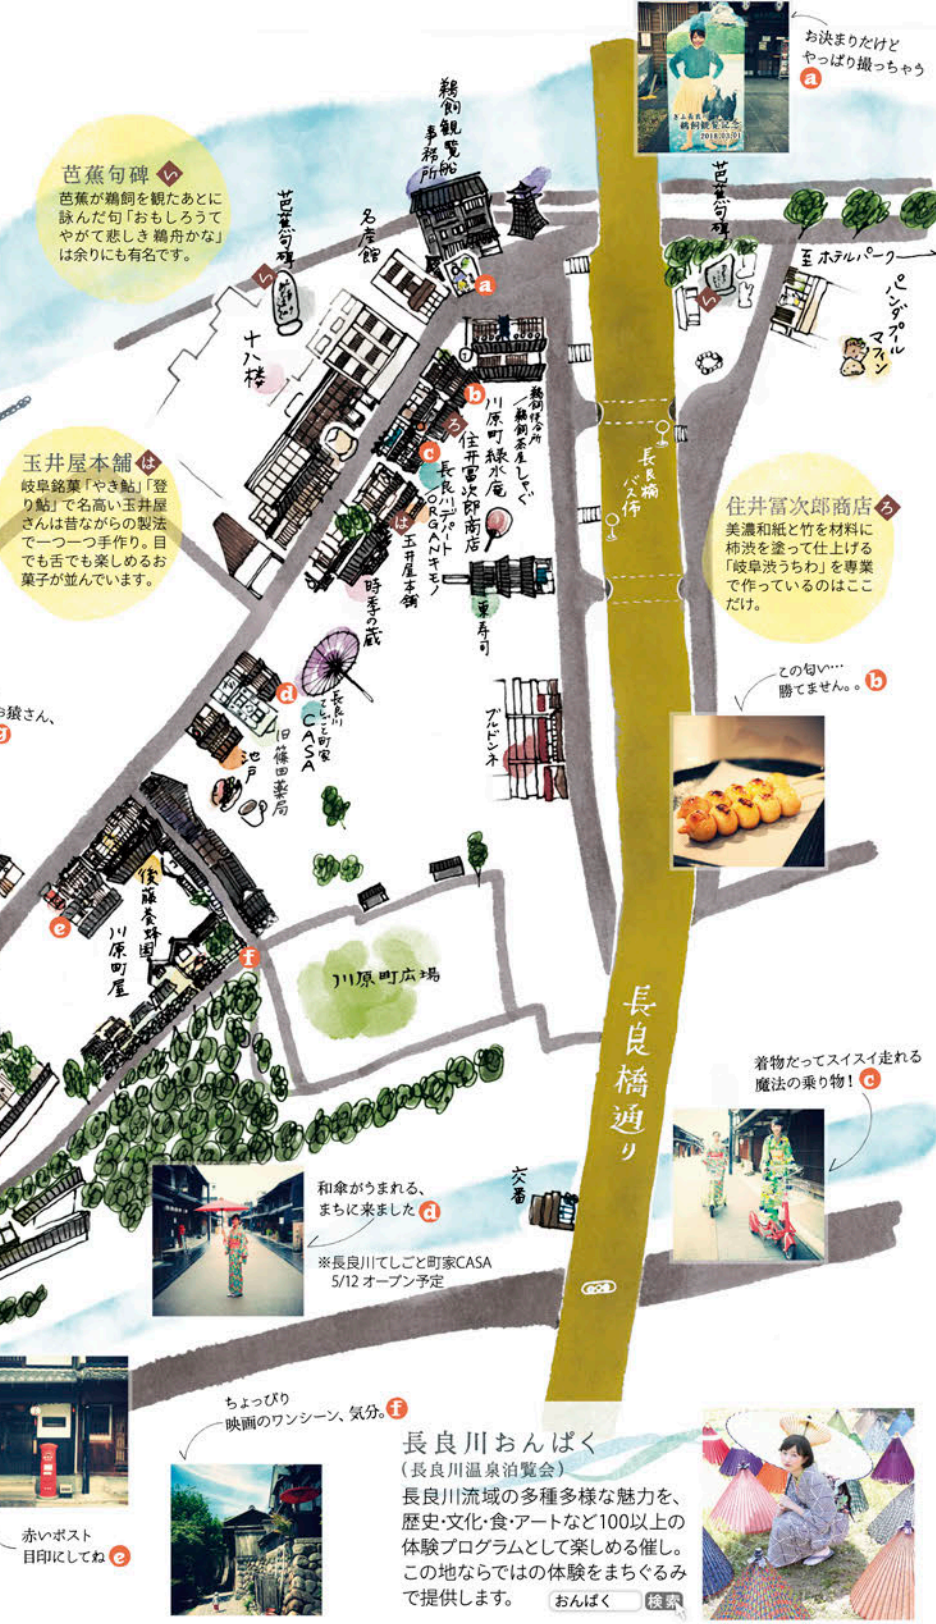 お決まりだけど
やっぱり撮っちゃう
a
鵜飼観覧記念
2018.03.01
鵜飼観覧船
事務所
芭蕉句碑 い
芭蕉が鵜飼を観たあとに
詠んだ句「おもしろうて
やがて悲しき 鵜舟かな」
は余りにも有名です。
芭蕉句碑
い
名産館
a
芭蕉句碑
い
至ホテルパーク
パンダフル
マフィン
十八楼
b
鵜飼待合所
川原町緑水庵
ろ
住井冨次郎商店
c
長良川デパート
ORGANキモノ
は
玉井屋本舗
時季の蔵
東寿司
長良橋
バス停
玉井屋本舗 は
岐阜銘菓「やき鮎」「登
り鮎」で名高い玉井屋
さんは昔ながらの製法
で一つ一つ手作り。目
でも舌でも楽しめるお
菓子が並んでいます。
住井冨次郎商店 ろ
美濃和紙と竹を材料に
柿渋を塗って仕上げる
「岐阜渋うちわ」を専業
で作っているのはここ
だけ。
この匂い…
勝てません。。 b
お猿さん、
g
d
長良川
てしごと町家
CASA
旧篠田薬局
池戸
ブルドンネ
後藤養蜂園
川原町屋
e
f
川原町広場
長良橋通り
着物だってスイスイ走れる
魔法の乗り物! c
交番
和傘がうまれる、
まちに来ました d
※長良川てしごと町家CASA
5/12 オープン予定
ちょっぴり
映画のワンシーン、気分。 f
赤いポスト
目印にしてね e
長良川おんぱく
(長良川温泉泊覧会)
長良川流域の多種多様な魅力を、
歴史・文化・食・アートなど100以上の
体験プログラムとして楽しめる催し。
この地ならではの体験をまちぐるみ
で提供します。
おんぱく 検索